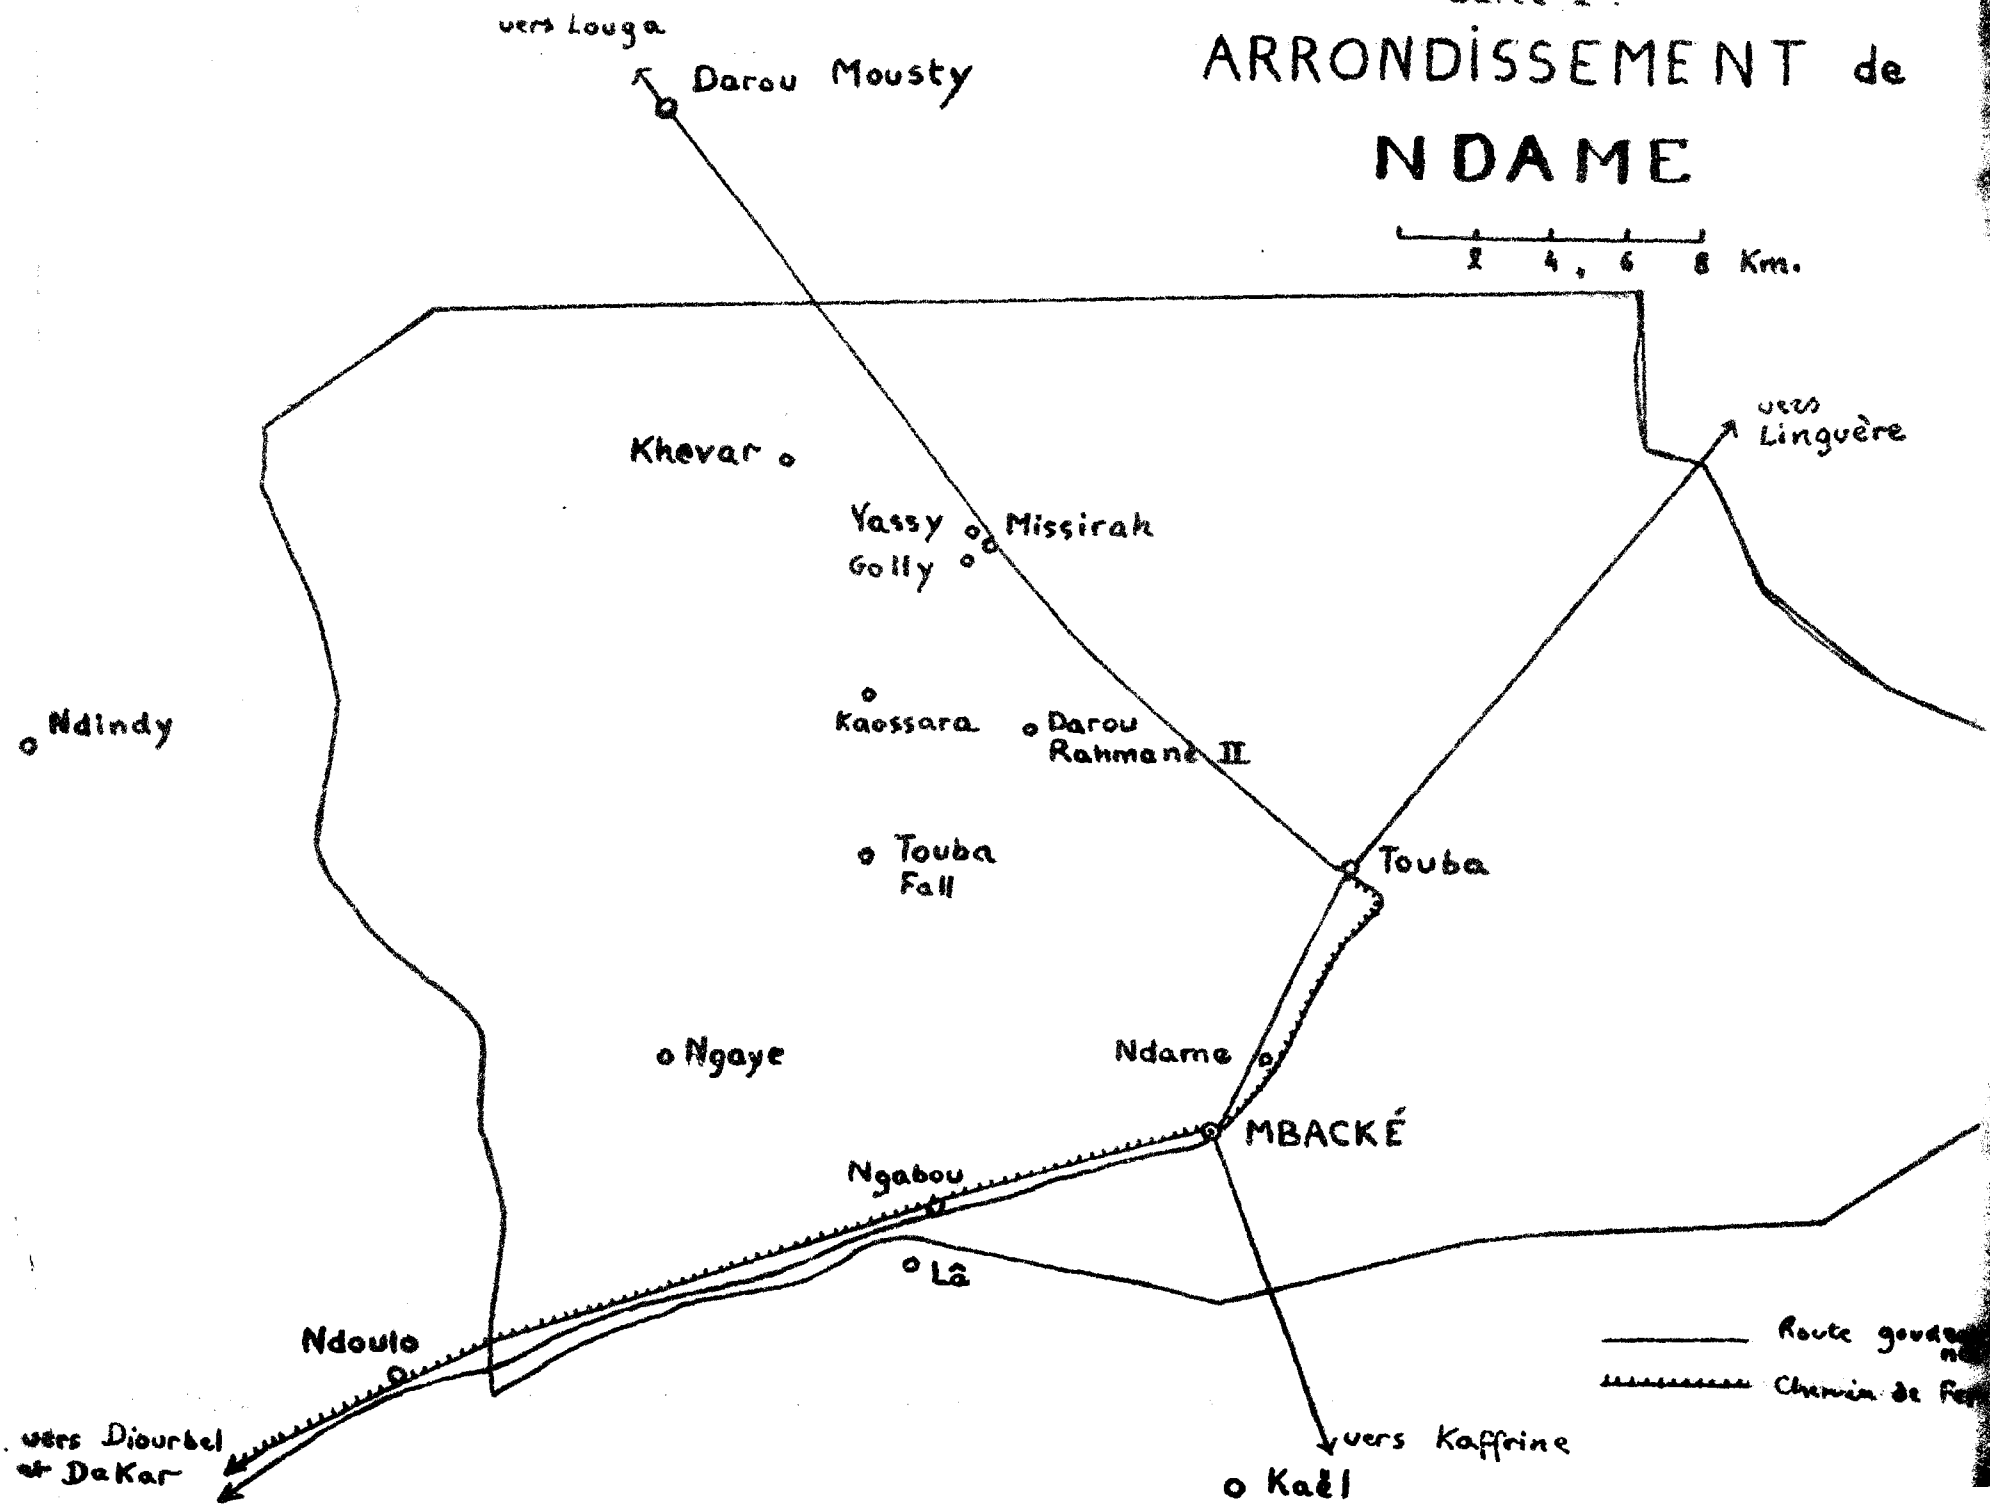 vers Louga
Darou Mousty
ARRONDISSEMENT de
NDAME
2 4 6 8 Km.
vers
Linguère
Khevar
Yassy
Missirah
Golly
Ndindy
Kaossara
Darou
Rahmane II
Touba
Fall
Touba
Ngaye
Ndame
MBACKÉ
Ngabou
Lâ
Ndoulo
Route
Chemin de Fer
vers Diourbel
et Dakar
vers Kaffrine
Kaël